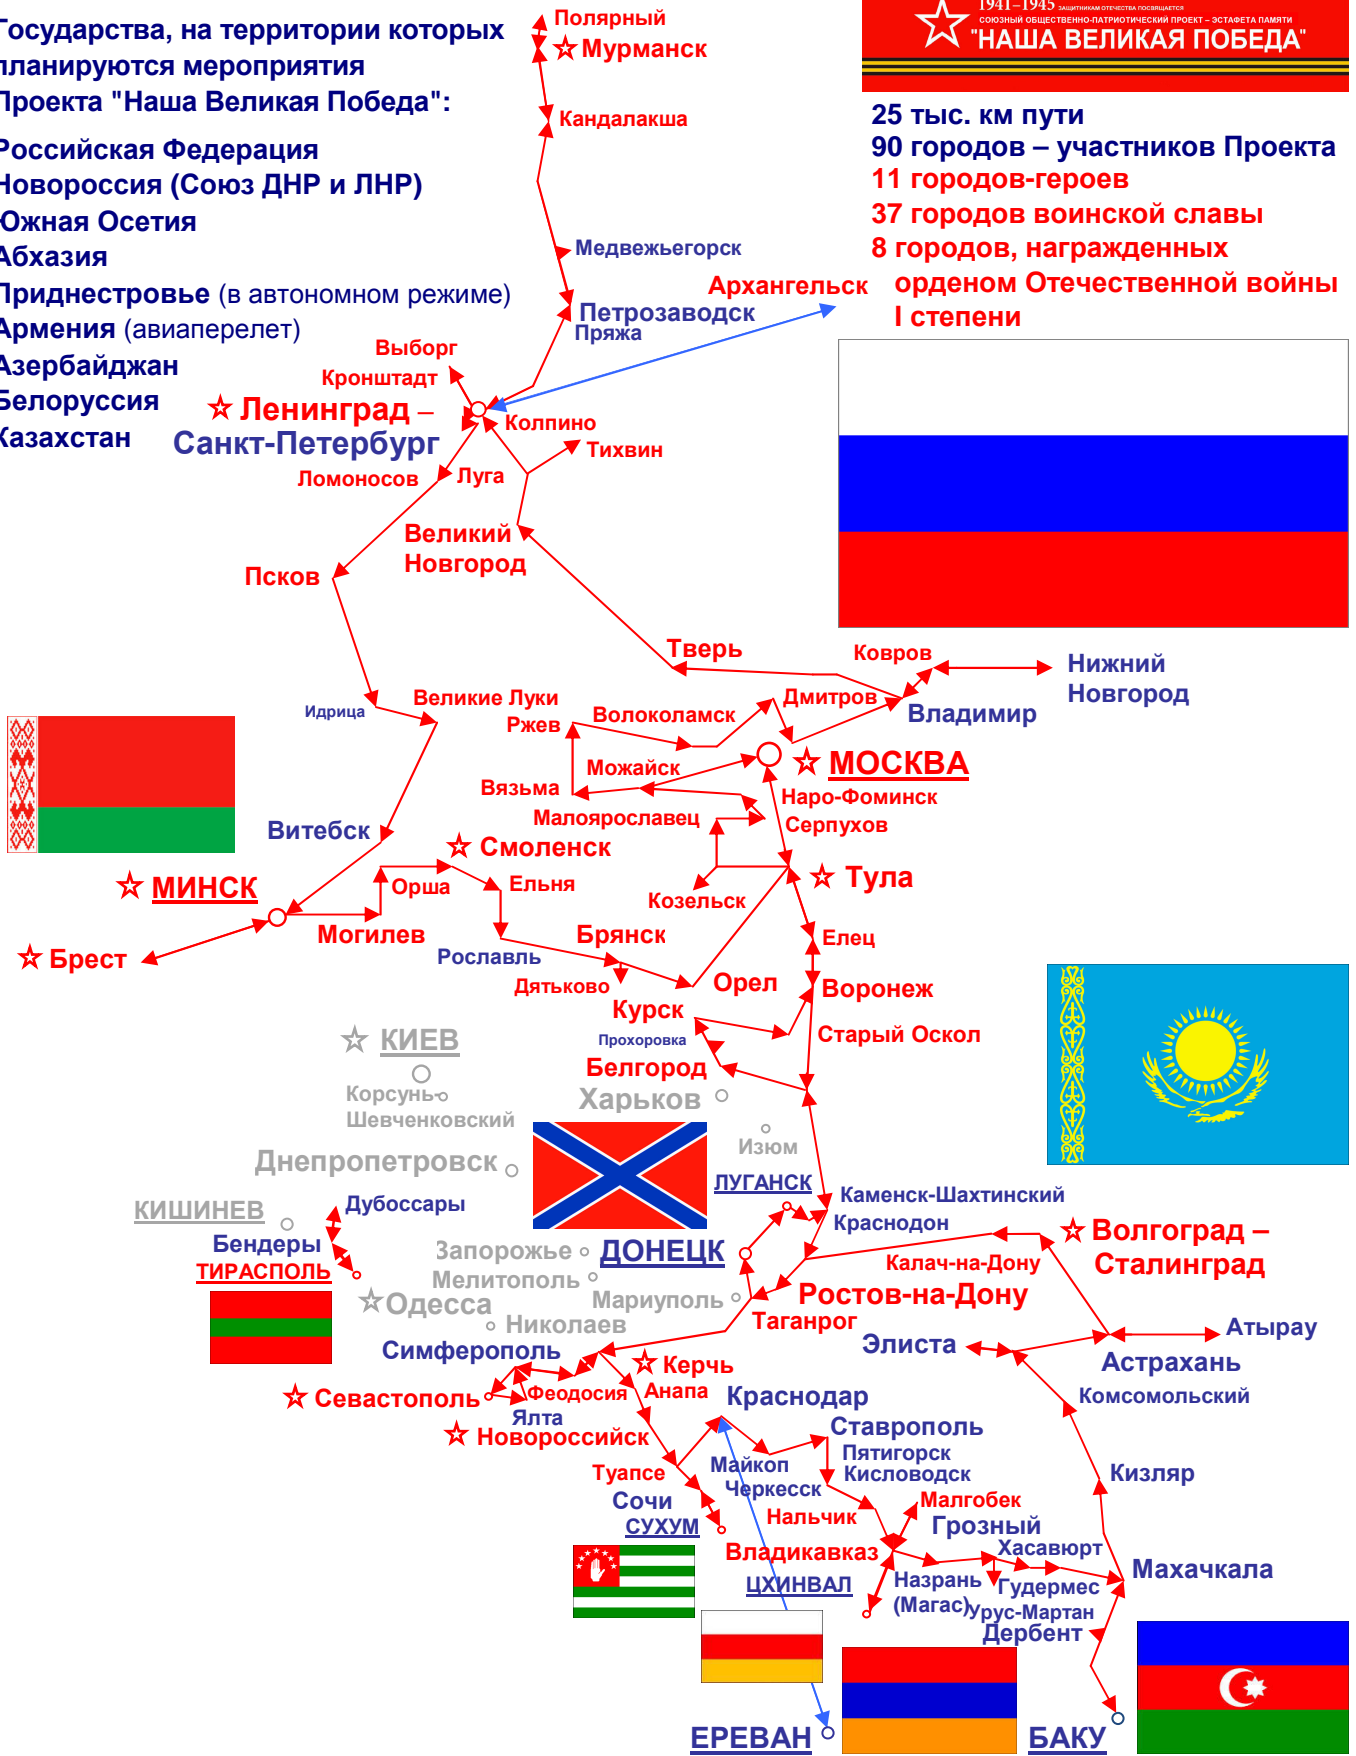 Государства, на территории которых
планируются мероприятия
Проекта "Наша Великая Победа":
Российская Федерация
Новороссия (Союз ДНР и ЛНР)
Южная Осетия
Абхазия
Приднестровье (в автономном режиме)
Армения (авиаперелет)
Азербайджан
Белоруссия
Казахстан
1941–1945 ЗАЩИТНИКАМ ОТЕЧЕСТВА ПОСВЯЩАЕТСЯ
СОЮЗНЫЙ ОБЩЕСТВЕННО-ПАТРИОТИЧЕСКИЙ ПРОЕКТ – ЭСТАФЕТА ПАМЯТИ
"НАША ВЕЛИКАЯ ПОБЕДА"
25 тыс. км пути
90 городов – участников Проекта
11 городов-героев
37 городов воинской славы
8 городов, награжденных
орденом Отечественной войны
I степени
Полярный
Мурманск
Кандалакша
Медвежьегорск
Архангельск
Петрозаводск
Пряжа
Выборг
Кронштадт
Ленинград –
Санкт-Петербург
Колпино
Тихвин
Ломоносов
Луга
Великий
Новгород
Псков
Тверь
Ковров
Нижний
Новгород
Идрица
Великие Луки
Ржев
Волоколамск
Дмитров
Владимир
МОСКВА
Можайск
Вязьма
Наро-Фоминск
Малоярославец
Серпухов
Витебск
Смоленск
Тула
МИНСК
Орша
Ельня
Козельск
Могилев
Брянск
Елец
Брест
Рославль
Дятьково
Орел
Воронеж
Курск
Старый Оскол
КИЕВ
Прохоровка
Белгород
Корсунь-
Шевченковский
Харьков
Изюм
Днепропетровск
ЛУГАНСК
Каменск-Шахтинский
Краснодон
КИШИНЕВ
Дубоссары
Бендеры
ТИРАСПОЛЬ
Запорожье
ДОНЕЦК
Волгоград –
Сталинград
Калач-на-Дону
Мелитополь
Мариуполь
Ростов-на-Дону
Одесса
Николаев
Таганрог
Симферополь
Элиста
Атырау
Астрахань
Керчь
Севастополь
Феодосия
Анапа
Краснодар
Комсомольский
Ялта
Новороссийск
Ставрополь
Пятигорск
Кисловодск
Туапсе
Майкоп
Черкесск
Кизляр
Сочи
СУХУМ
Нальчик
Малгобек
Грозный
Владикавказ
Хасавюрт
Махачкала
ЦХИНВАЛ
Назрань
(Магас)
Гудермес
Урус-Мартан
Дербент
ЕРЕВАН
БАКУ